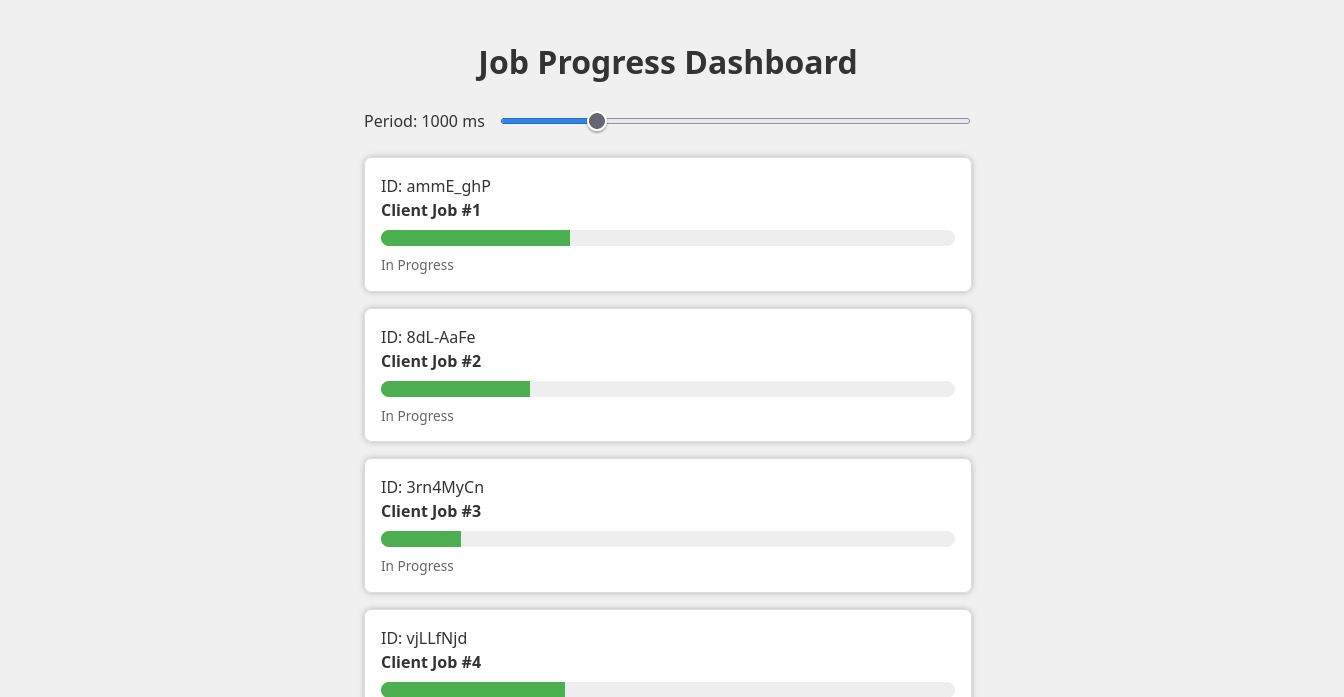 Job Progress Dashboard
Period: 1000 ms
ID: ammE_ghP
Client Job #1
In Progress
ID: 8dL-AaFe
Client Job #2
In Progress
ID: 3rn4MyCn
Client Job #3
In Progress
ID: vjLLfNjd
Client Job #4